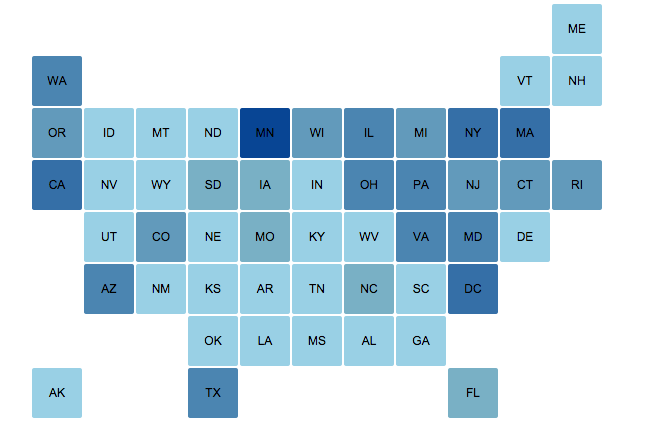 ME
WA VT NH
OR ID MT ND MN WI IL MI NY MA
CA NV WY SD IA IN OH PA NJ CT RI
UT CO NE MO KY WV VA MD DE
AZ NM KS AR TN NC SC DC
OK LA MS AL GA
AK TX FL